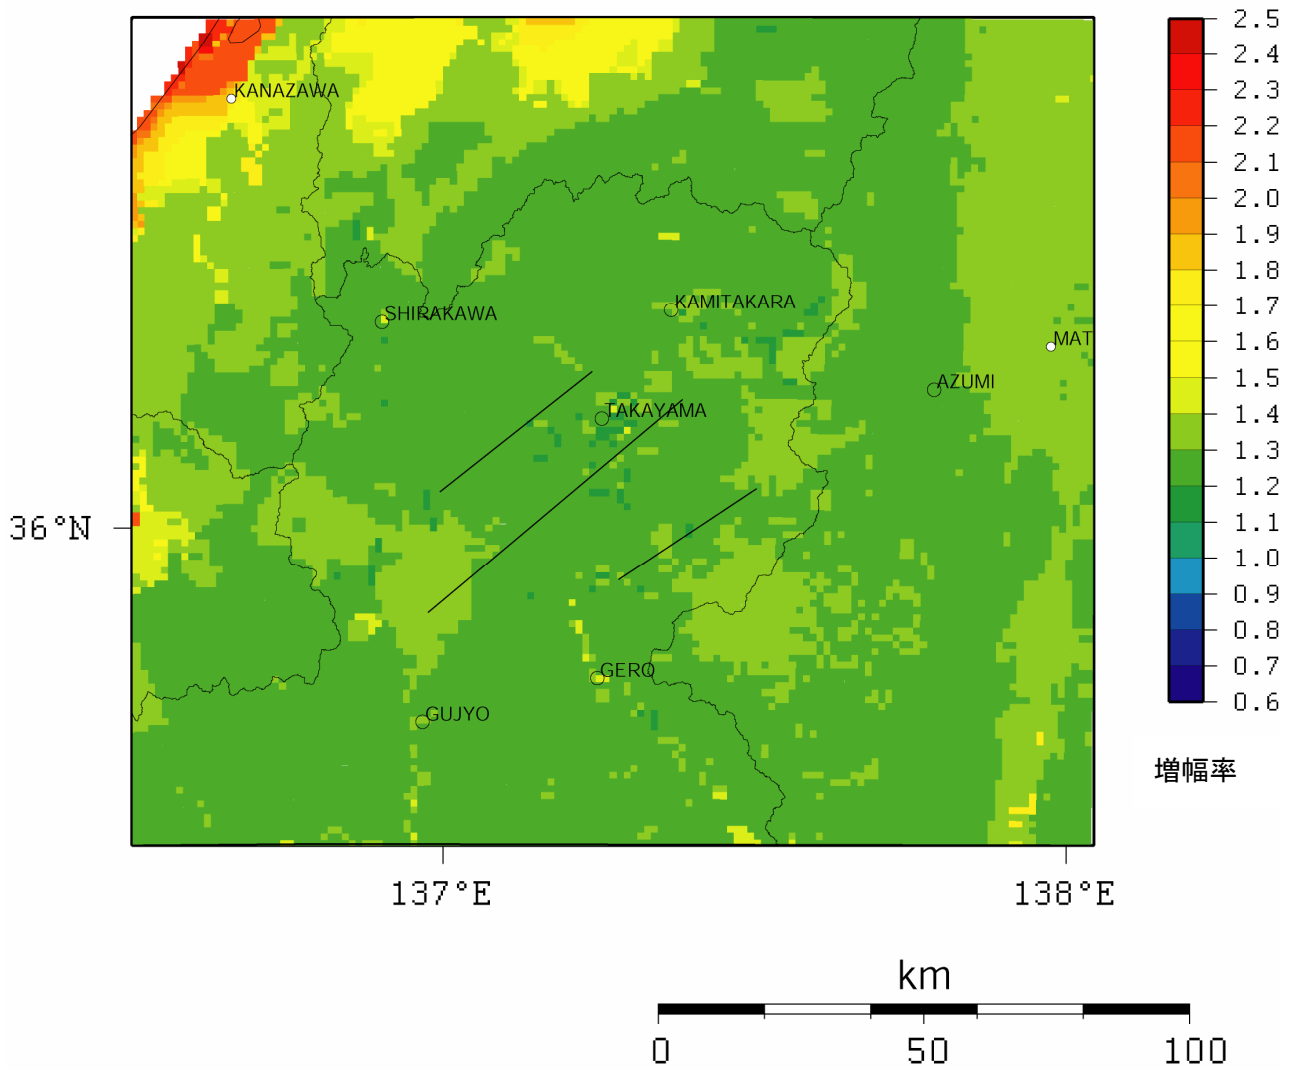 KANAZAWA
SHIRAKAWA
KAMITAKARA
MAT
AZUMI
TAKAYAMA
36°N
GERO
GUJYO
137°E
138°E
2.5
2.4
2.3
2.2
2.1
2.0
1.9
1.8
1.7
1.6
1.5
1.4
1.3
1.2
1.1
1.0
0.9
0.8
0.7
0.6
増幅率
km
0 50 100